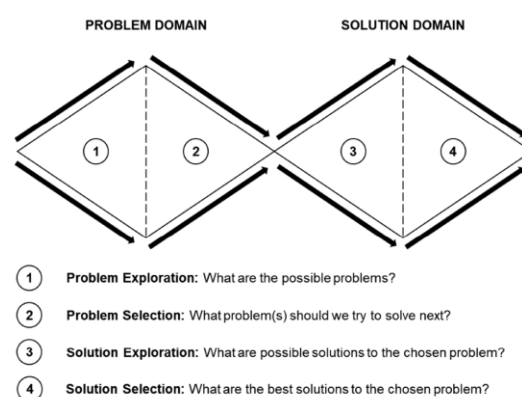 PROBLEM DOMAIN SOLUTION DOMAIN
1 2 3 4
1 Problem Exploration: What are the possible problems?
2 Problem Selection: What problem(s) should we try to solve next?
3 Solution Exploration: What are possible solutions to the chosen problem?
4 Solution Selection: What are the best solutions to the chosen problem?